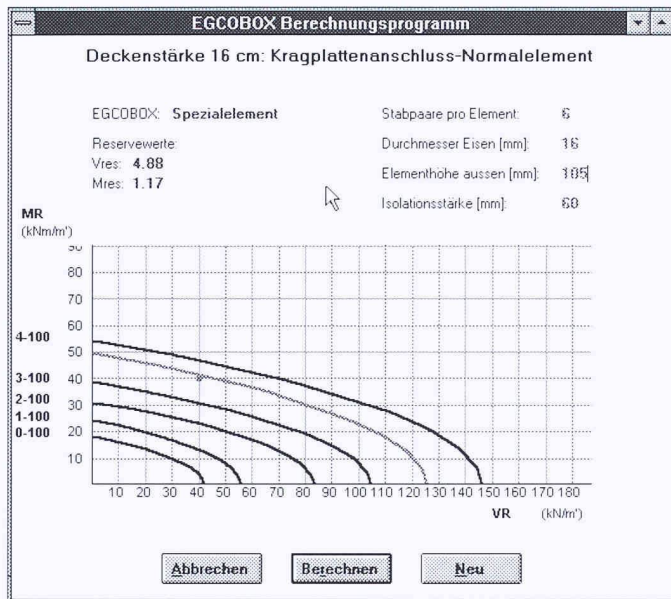 EGCOBOX Berechnungsprogramm
Deckenstärke 16 cm: Kragplattenanschluss-Normalelement
EGCOBOX: Spezialelement
Reservewerte:
Vres: 4.88
Mres: 1.17
Stabpaare pro Element: 6
Durchmesser Eisen [mm]: 16
Elementhöhe aussen [mm]: 105
Isolationsstärke [mm]: 60
MR
(kNm/m')
90
80
70
60
50
40
30
20
10
4-100
3-100
2-100
1-100
0-100
10 20 30 40 50 60 70 80 90 100 110 120 130 140 150 160 170 180
VR (kN/m')
Abbrechen Berechnen Neu